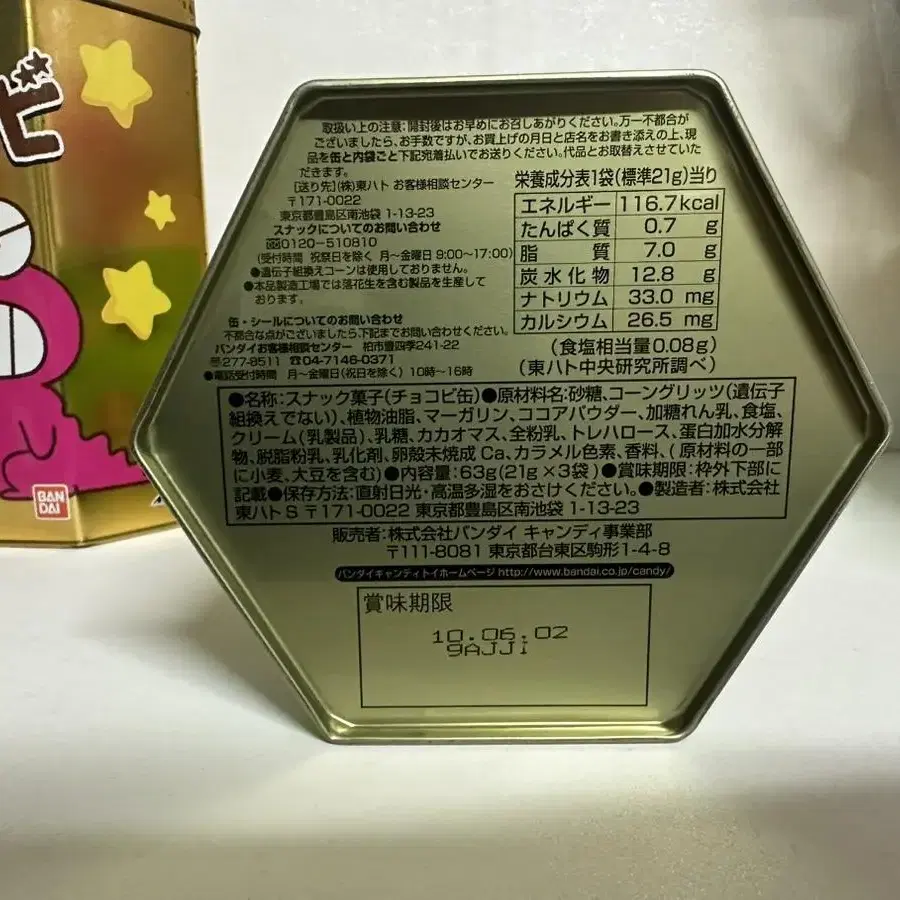 ビ
BAN
DAI
取扱い上の注意:開封後はお早めにお召しあがりください。万一不都合が
ございましたら、お手数ですが、お買上げの月日と店名をお書き添えの上、現
品を缶と内袋ごと下記宛着払いでお送りください。代品とお取替えさせていた
だきます。
[送り先](株)東ハト お客様相談センター
〒171-0022
東京都豊島区南池袋 1-13-23
スナックについてのお問い合わせ
0120-510810
(受付時間 祝祭日を除く 月〜金曜日 9:00〜17:00)
●遺伝子組換えコーンは使用しておりません。
●本品製造工場では落花生を含む製品を生産して
おります。
缶・シールについてのお問い合わせ
不都合な点がございましたら、下記までお問い合わせください。
バンダイお客様相談センター 柏市豊四季241-22
〒277-8511 ☎04-7146-0371
●電話受付時間 月〜金曜日(祝日を除く) 10時〜16時
栄養成分表1袋(標準21g)当り
エネルギー 116.7kcal
たんぱく質 0.7 g
脂質 7.0 g
炭水化物 12.8 g
ナトリウム 33.0 mg
カルシウム 26.5 mg
(食塩相当量0.08g)
(東ハト中央研究所調べ)
●名称:スナック菓子(チョコビ缶)●原材料名:砂糖、コーングリッツ(遺伝子
組換えでない)、植物油脂、マーガリン、ココアパウダー、加糖れん乳、食塩、
クリーム(乳製品)、乳糖、カカオマス、全粉乳、トレハロース、蛋白加水分解
物、脱脂粉乳、乳化剤、卵殻未焼成Ca、カラメル色素、香料、(原材料の一部
に小麦、大豆を含む)●内容量:63g(21g×3袋)●賞味期限:枠外下部に
記載●保存方法:直射日光・高温多湿をおさけください。●製造者:株式会社
東ハトS 〒171-0022 東京都豊島区南池袋 1-13-23
販売者:株式会社バンダイ キャンディ事業部
〒111-8081 東京都台東区駒形1-4-8
バンダイキャンディトイホームページ http://www.bandai.co.jp/candy/
賞味期限
10.06.02
9AJJi